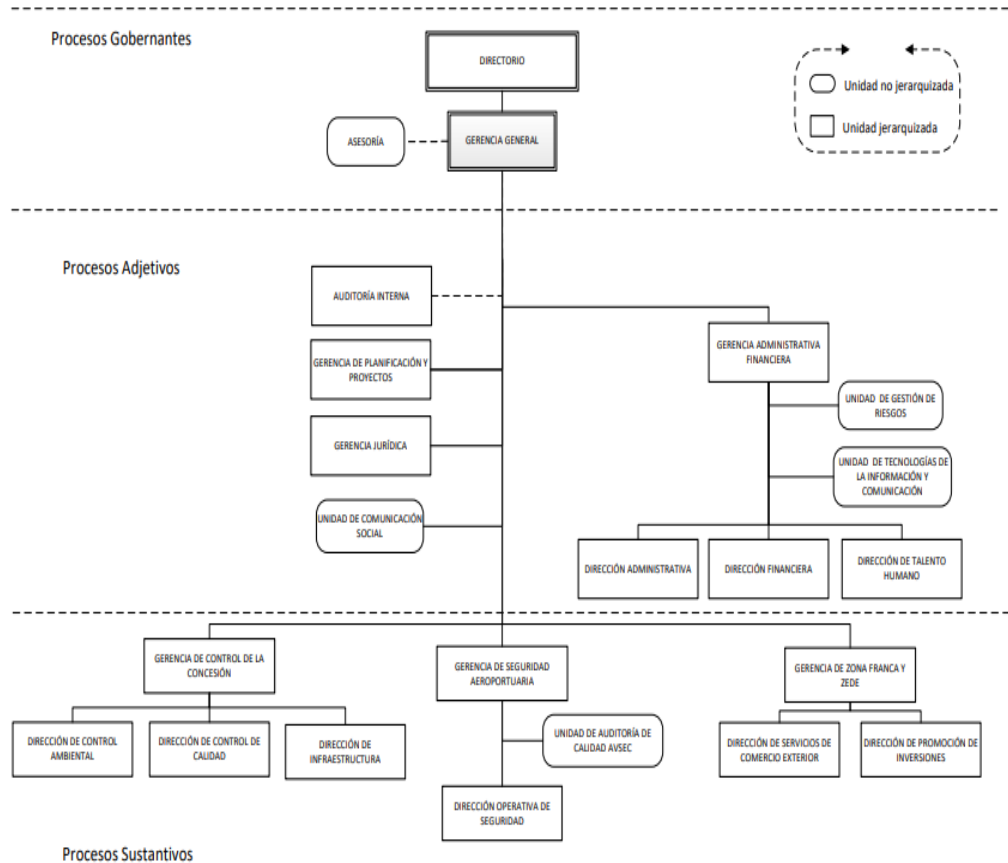 Procesos Gobernantes
DIRECTORIO
Unidad no jerarquizada
Unidad jerarquizada
ASESORÍA
GERENCIA GENERAL
Procesos Adjetivos
AUDITORÍA INTERNA
GERENCIA DE PLANIFICACIÓN Y
PROYECTOS
GERENCIA JURÍDICA
UNIDAD DE COMUNICACIÓN
SOCIAL
GERENCIA ADMINISTRATIVA
FINANCIERA
UNIDAD DE GESTIÓN DE
RIESGOS
UNIDAD DE TECNOLOGÍAS DE
LA INFORMACIÓN Y
COMUNICACIÓN
DIRECCIÓN ADMINISTRATIVA
DIRECCIÓN FINANCIERA
DIRECCIÓN DE TALENTO
HUMANO
GERENCIA DE CONTROL DE LA
CONCESIÓN
GERENCIA DE SEGURIDAD
AEROPORTUARIA
GERENCIA DE ZONA FRANCA Y
ZEDE
DIRECCIÓN DE CONTROL
AMBIENTAL
DIRECCIÓN DE CONTROL DE
CALIDAD
DIRECCIÓN DE
INFRAESTRUCTURA
UNIDAD DE AUDITORÍA DE
CALIDAD AVSEC
DIRECCIÓN DE SERVICIOS DE
COMERCIO EXTERIOR
DIRECCIÓN DE PROMOCIÓN DE
INVERSIONES
DIRECCIÓN OPERATIVA DE
SEGURIDAD
Procesos Sustantivos